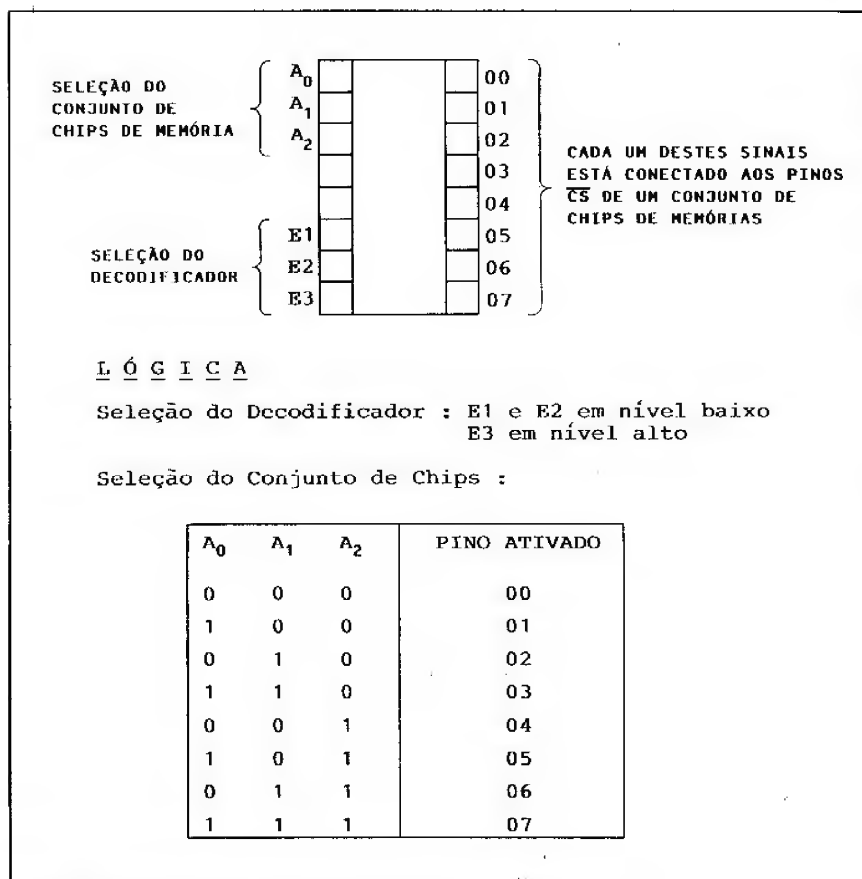 SELEÇÃO DO
CONJUNTO DE
CHIPS DE MEMÓRIA
A0
A1
A2
SELEÇÃO DO
DECODIFICADOR
E1
E2
E3
00
01
02
03
04
05
06
07
CADA UM DESTES SINAIS
ESTÁ CONECTADO AOS PINOS
C̅S̅ DE UM CONJUNTO DE
CHIPS DE MEMÓRIAS
L Ó G I C A
Seleção do Decodificador : E1 e E2 em nível baixo
E3 em nível alto
Seleção do Conjunto de Chips :
A0 A1 A2 PINO ATIVADO
0 0 0 00
1 0 0 01
0 1 0 02
1 1 0 03
0 0 1 04
1 0 1 05
0 1 1 06
1 1 1 07